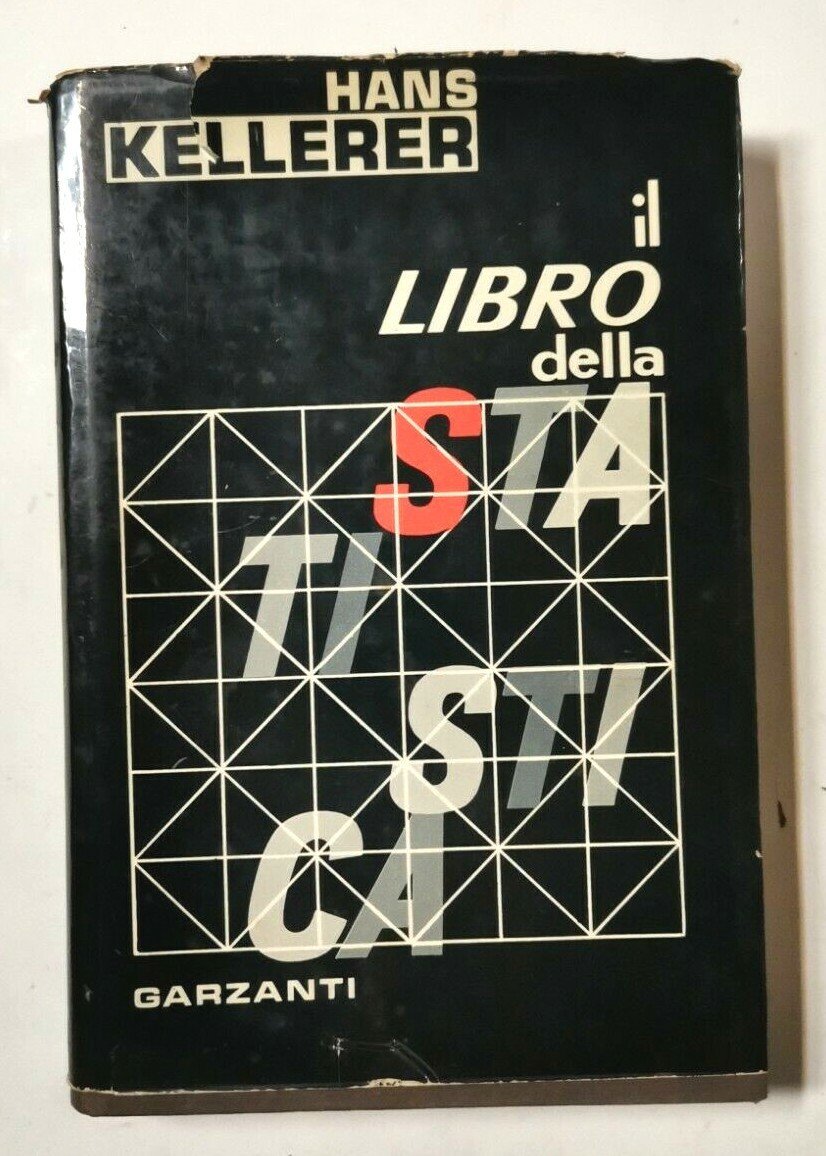 HANS
KELLERER
il
LIBRO
della
STA
TI
STI
CA
GARZANTI